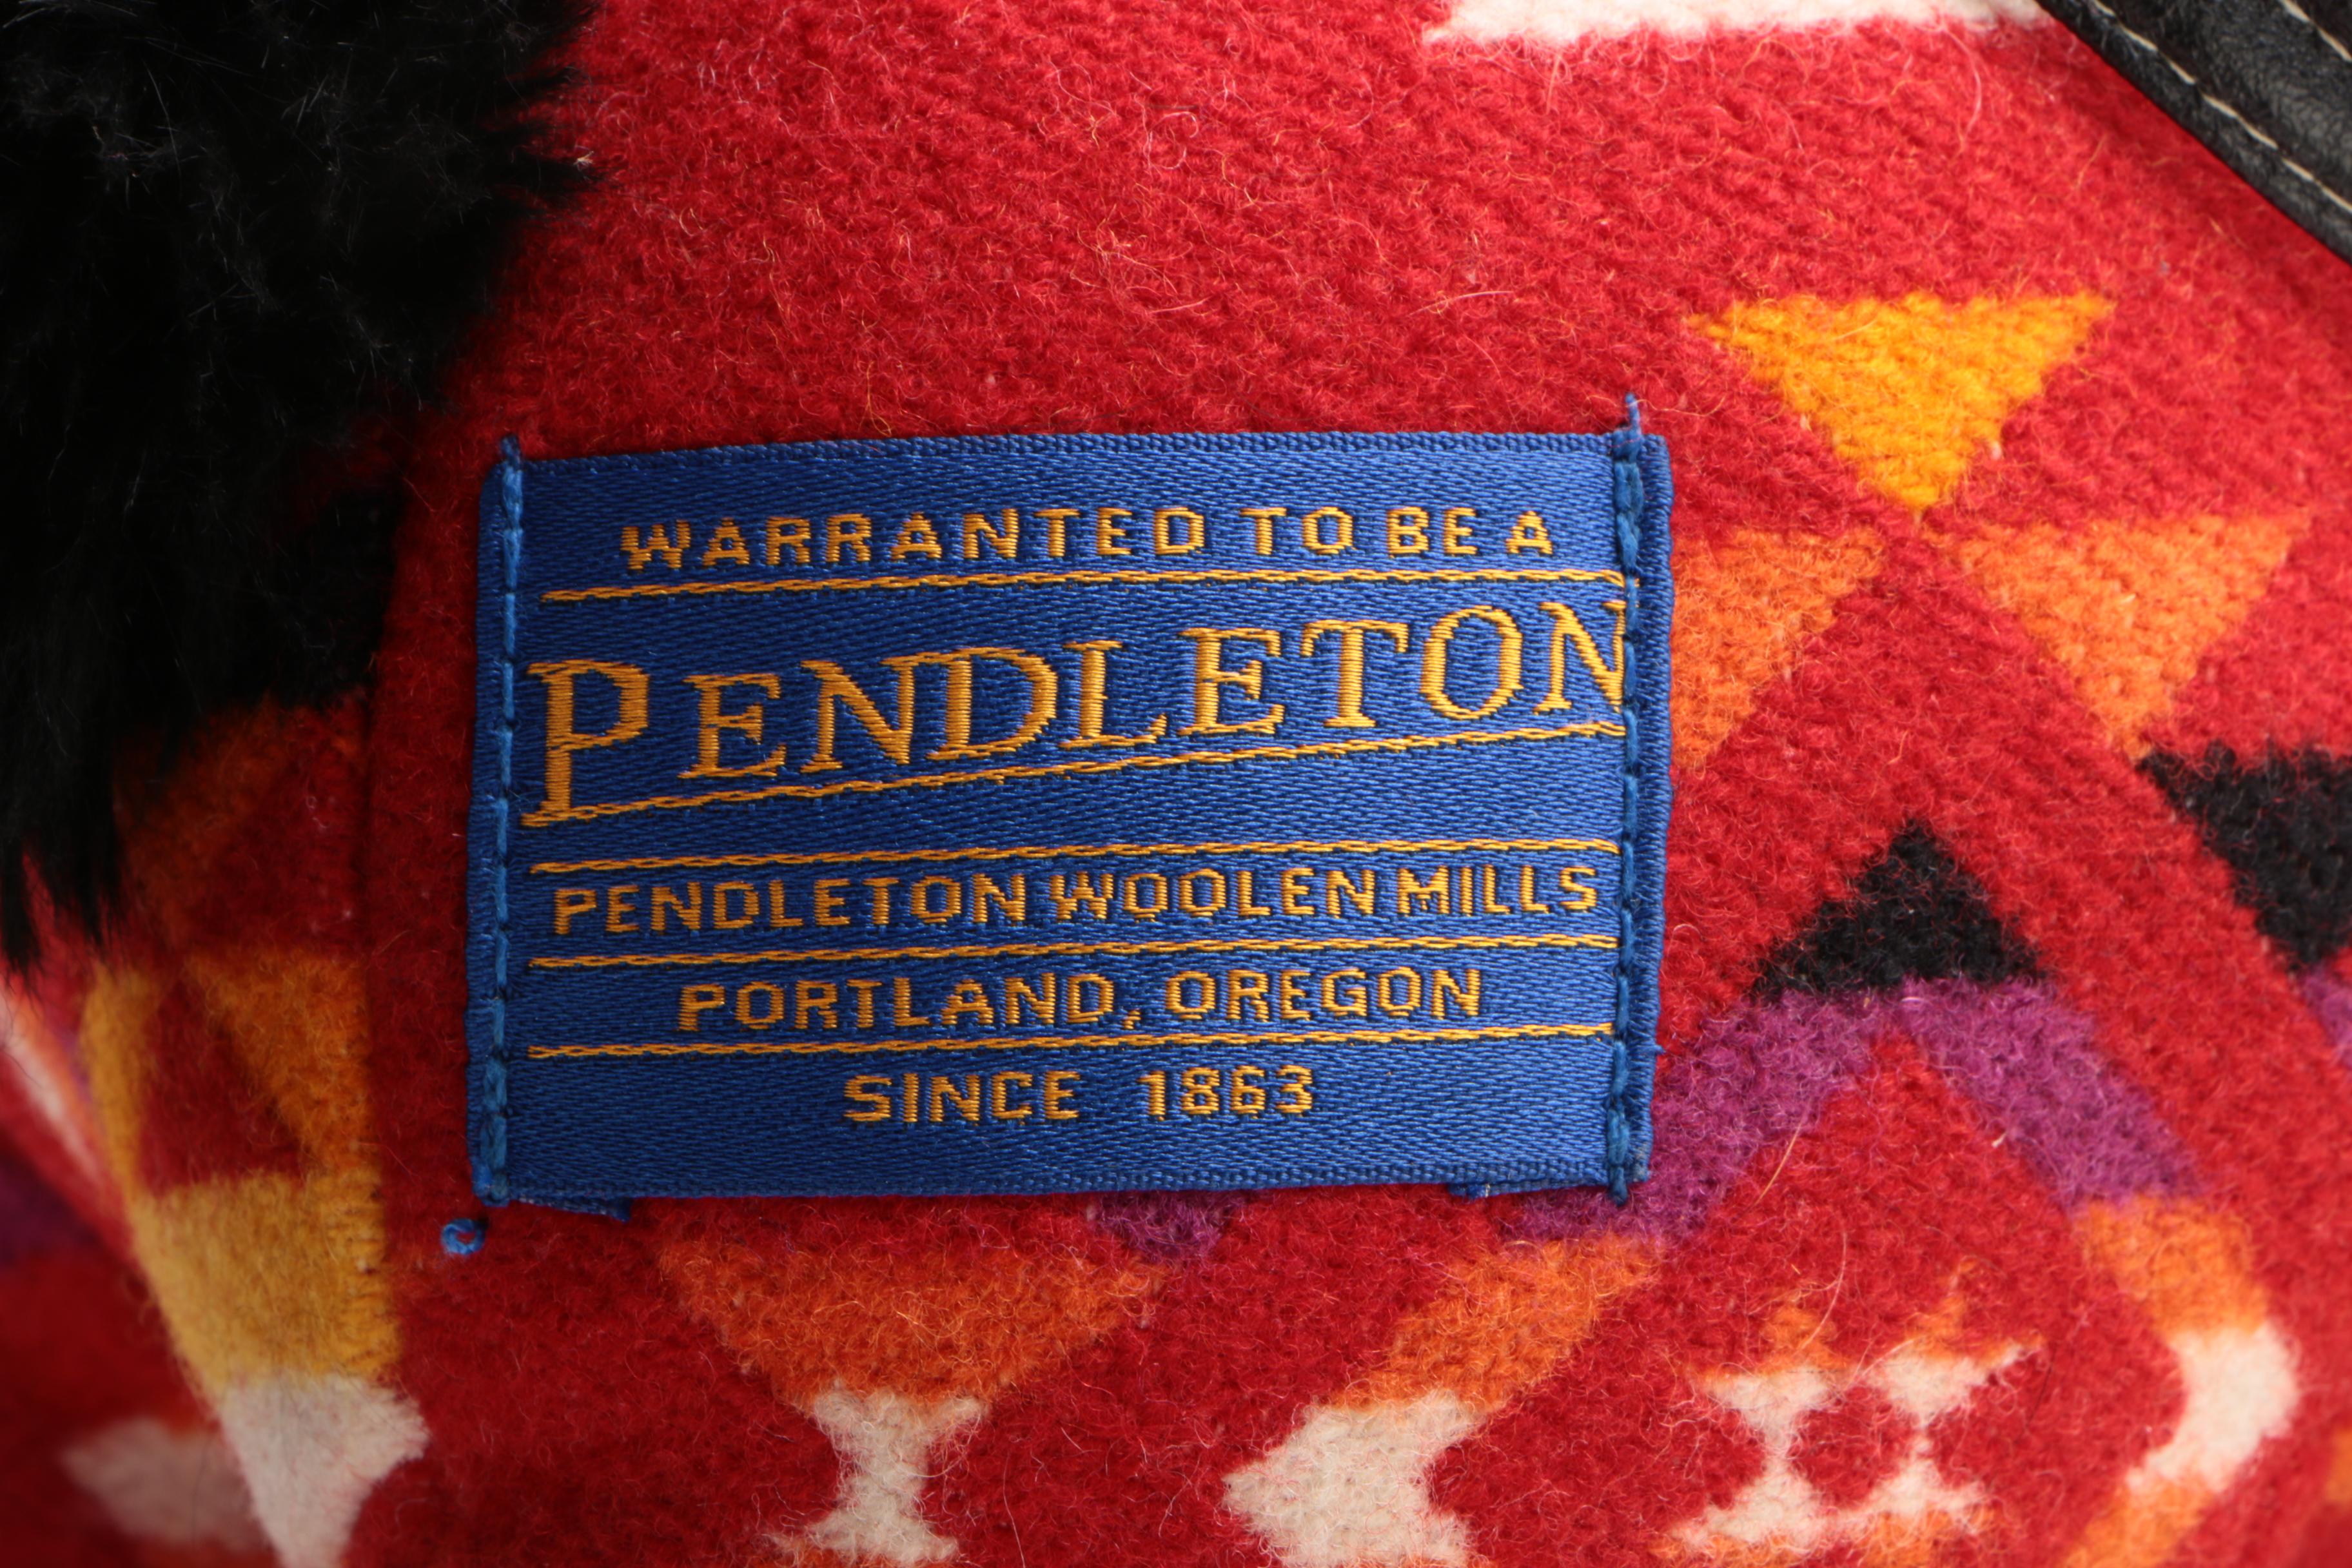 WARRANTED TO BE A
PENDLETON
PENDLETON WOOLEN MILLS
PORTLAND, OREGON
SINCE 1863